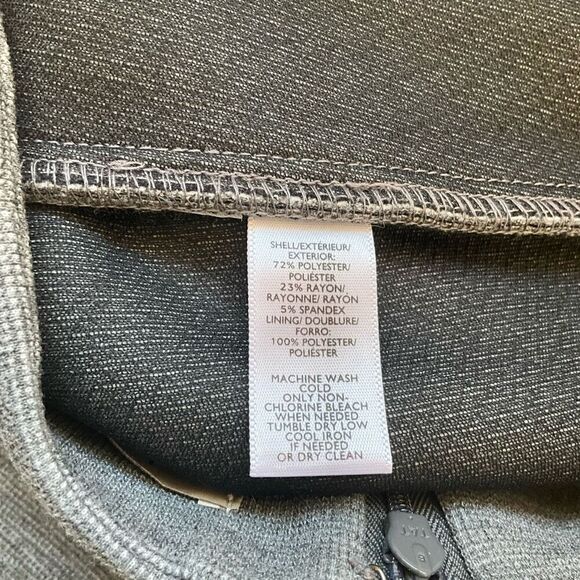 SHELL/EXTÉRIEUR/
EXTERIOR:
72% POLYESTER/
POLIÉSTER
23% RAYON/
RAYONNE/ RAYÓN
5% SPANDEX
LINING/ DOUBLURE/
FORRO:
100% POLYESTER/
POLIÉSTER
MACHINE WASH
COLD
ONLY NON-
CHLORINE BLEACH
WHEN NEEDED
TUMBLE DRY LOW
COOL IRON
IF NEEDED
OR DRY CLEAN